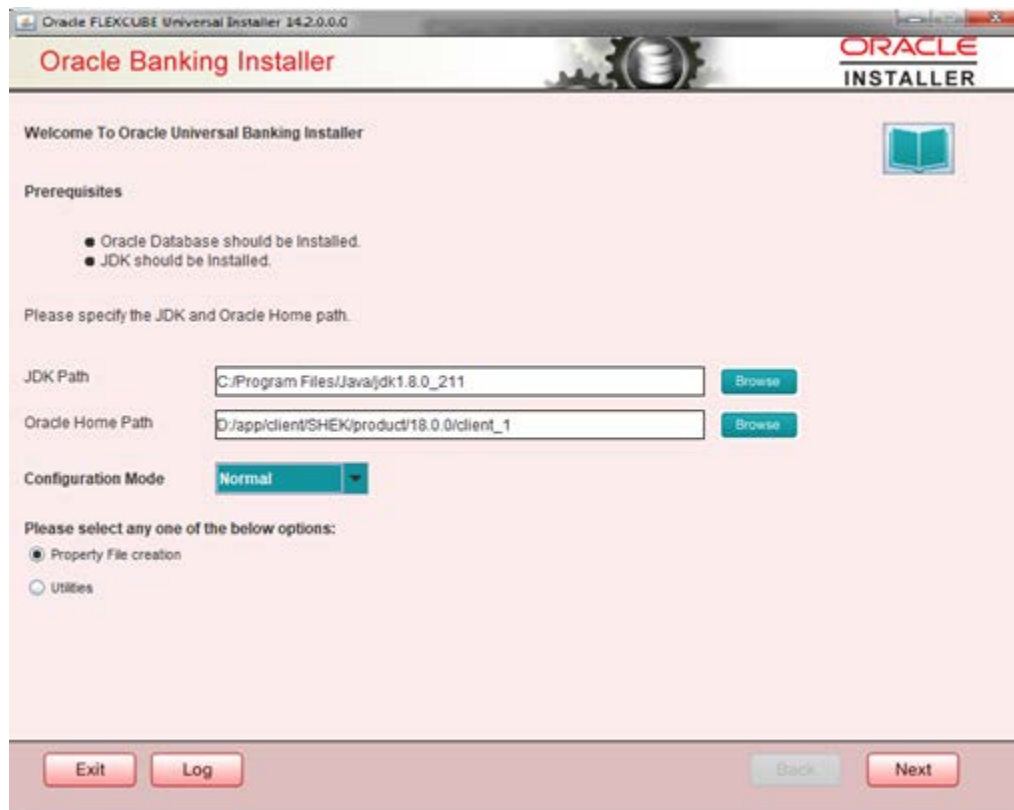 Oracle FLEXCUBE Universal Installer 14.2.0.0.0
Oracle Banking Installer
ORACLE
INSTALLER
Welcome To Oracle Universal Banking Installer
Prerequisites
Oracle Database should be Installed.
JDK should be Installed.
Please specify the JDK and Oracle Home path.
JDK Path
C:/Program Files/Java/jdk1.8.0_211
Browse
Oracle Home Path
D:/app/client/SHEK/product/18.0.0/client_1
Browse
Configuration Mode
Normal
Please select any one of the below options:
Property File creation
Utilities
Exit
Log
Back
Next